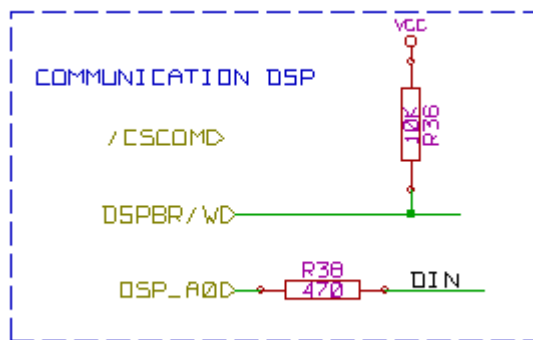 VCC
COMMUNICATION DSP
10K
R36
/CSCOM
DSPBR/W
R38
DSP_A0
470
DIN